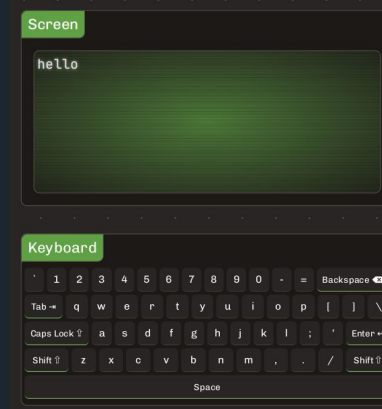 Screen
hello
Keyboard
` 1 2 3 4 5 6 7 8 9 0 - = Backspace
Tab ⇥ q w e r t y u i o p [ ] \
Caps Lock ⇧ a s d f g h j k l ; ' Enter ↵
Shift ⇧ z x c v b n m , . / Shift ⇧
Space